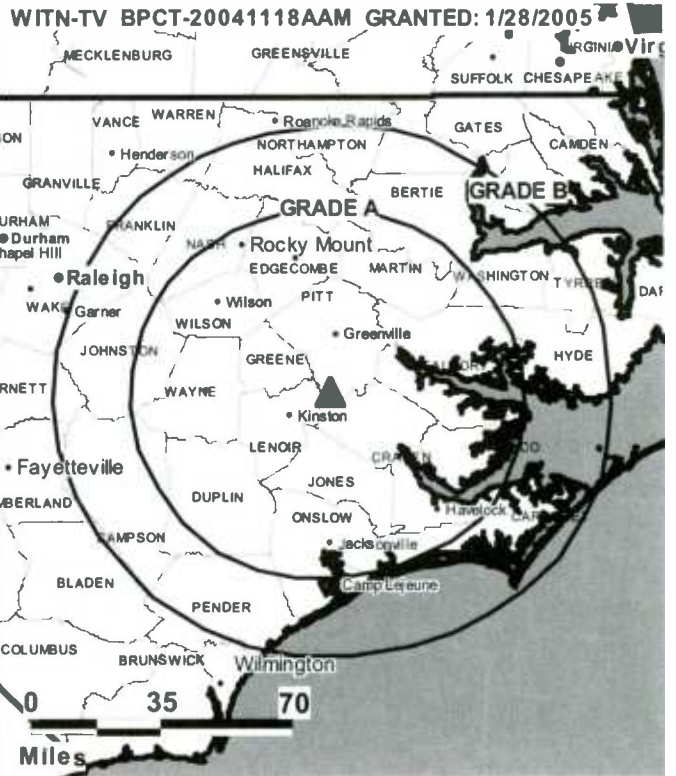 WITN-TV BPCT-20041118AAM GRANTED: 1/28/2005
MECKLENBURG
GREENSVILLE
VIRGINIA
SUFFOLK
CHESAPEAKE
VANCE
WARREN
Roanoke Rapids
GATES
Henderson
NORTHAMPTON
CAMDEN
HALIFAX
GRANVILLE
BERTIE
GRADE B
GRADE A
FRANKLIN
Durham
NASH
Rocky Mount
Raleigh
EDGECOMBE
MARTIN
WASHINGTON
Garner
Wilson
PITT
WILSON
Greenville
JOHNSTON
GREENE
HYDE
WAYNE
Kinston
LENOIR
CRAVEN
Fayetteville
JONES
DUPLIN
ONSLOW
Havelock
SAMPSON
Jacksonville
BLADEN
Camp Lejeune
PENDER
COLUMBUS
BRUNSWICK
Wilmington
0 35 70
Miles